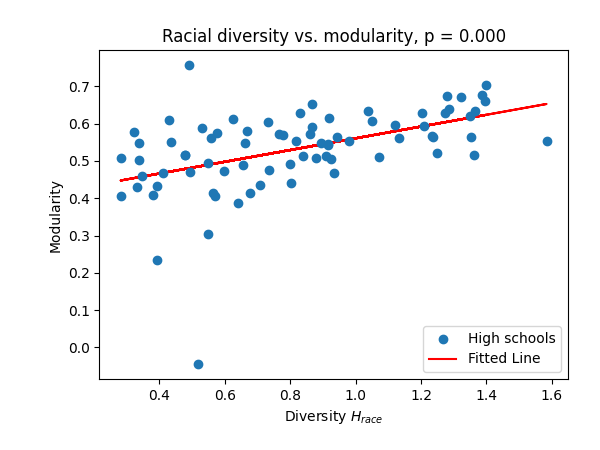 Racial diversity vs. modularity, p = 0.000
Modularity
0.7
0.6
0.5
0.4
0.3
0.2
0.1
0.0
High schools
Fitted Line
0.4 0.6 0.8 1.0 1.2 1.4 1.6
Diversity H_race